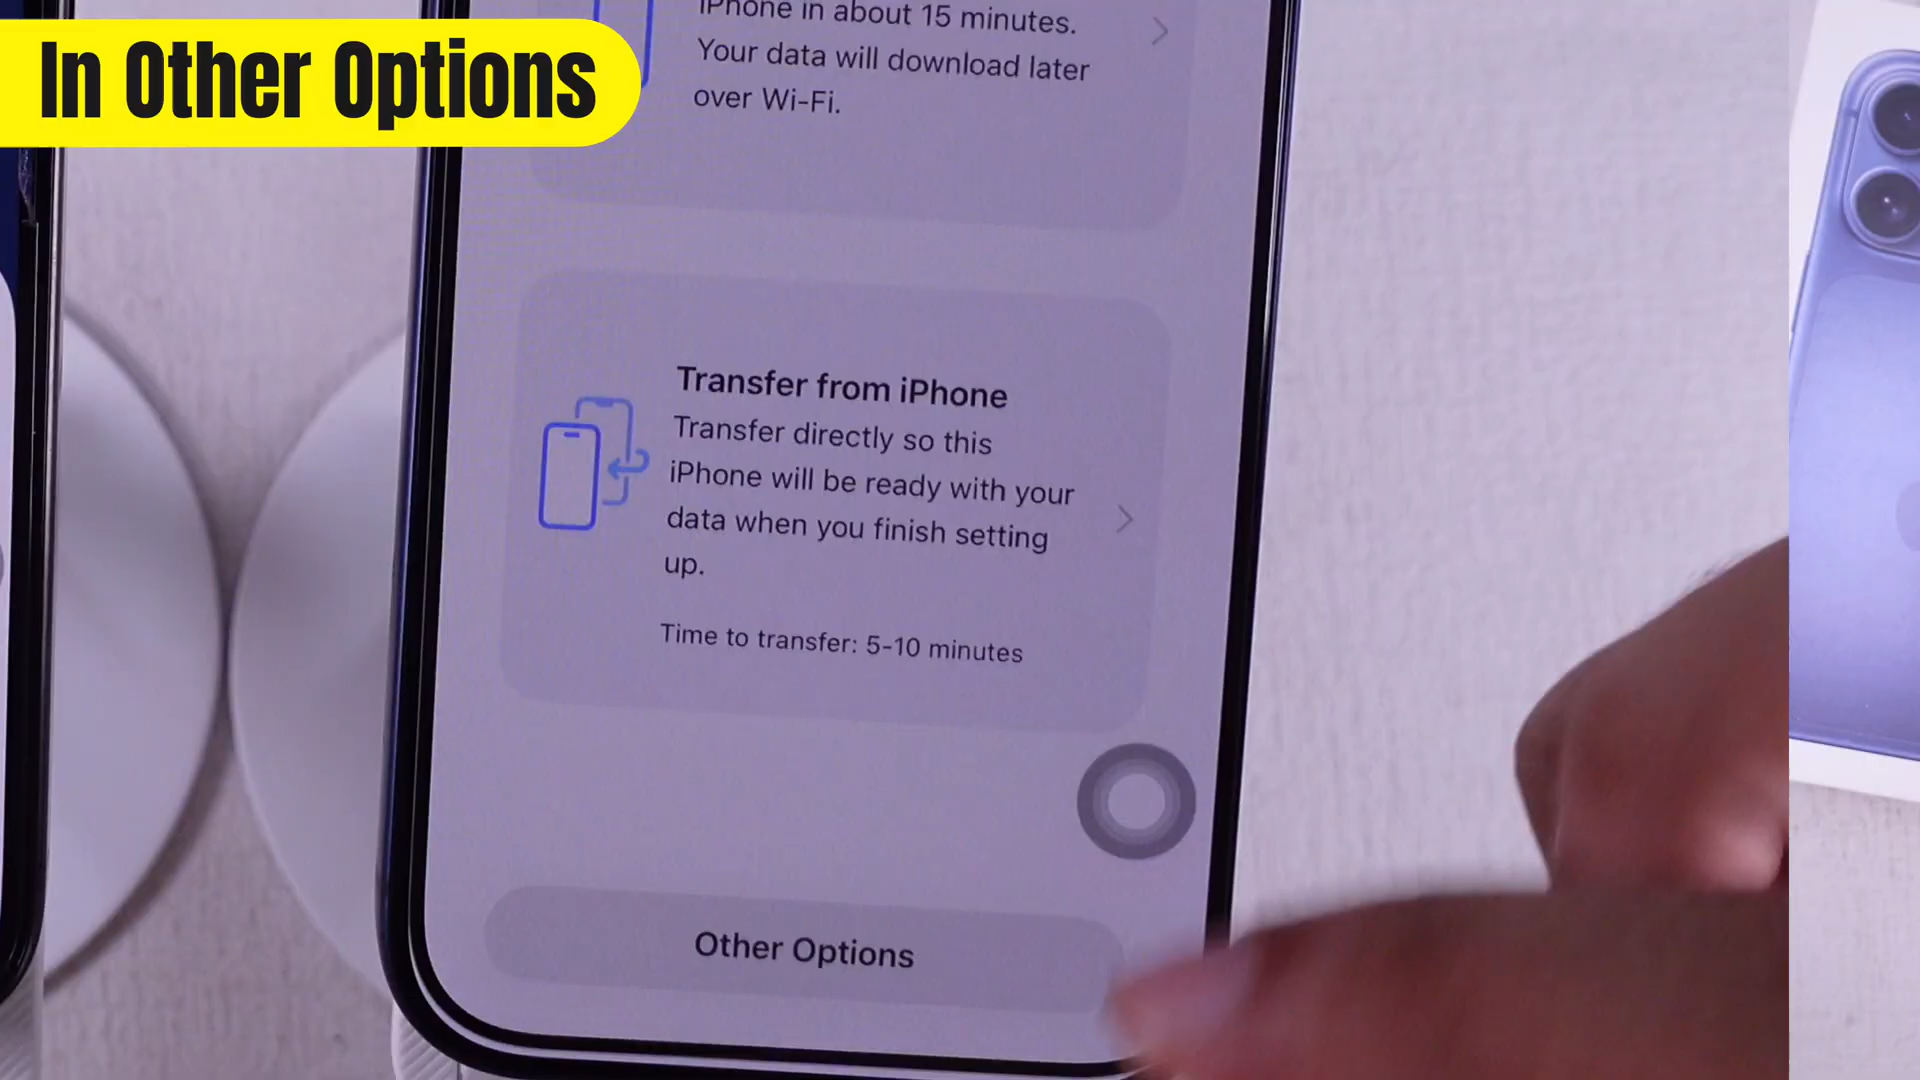 In Other Options
iPhone in about 15 minutes.
Your data will download later
over Wi-Fi.
Transfer from iPhone
Transfer directly so this
iPhone will be ready with your
data when you finish setting
up.
Time to transfer: 5-10 minutes
Other Options